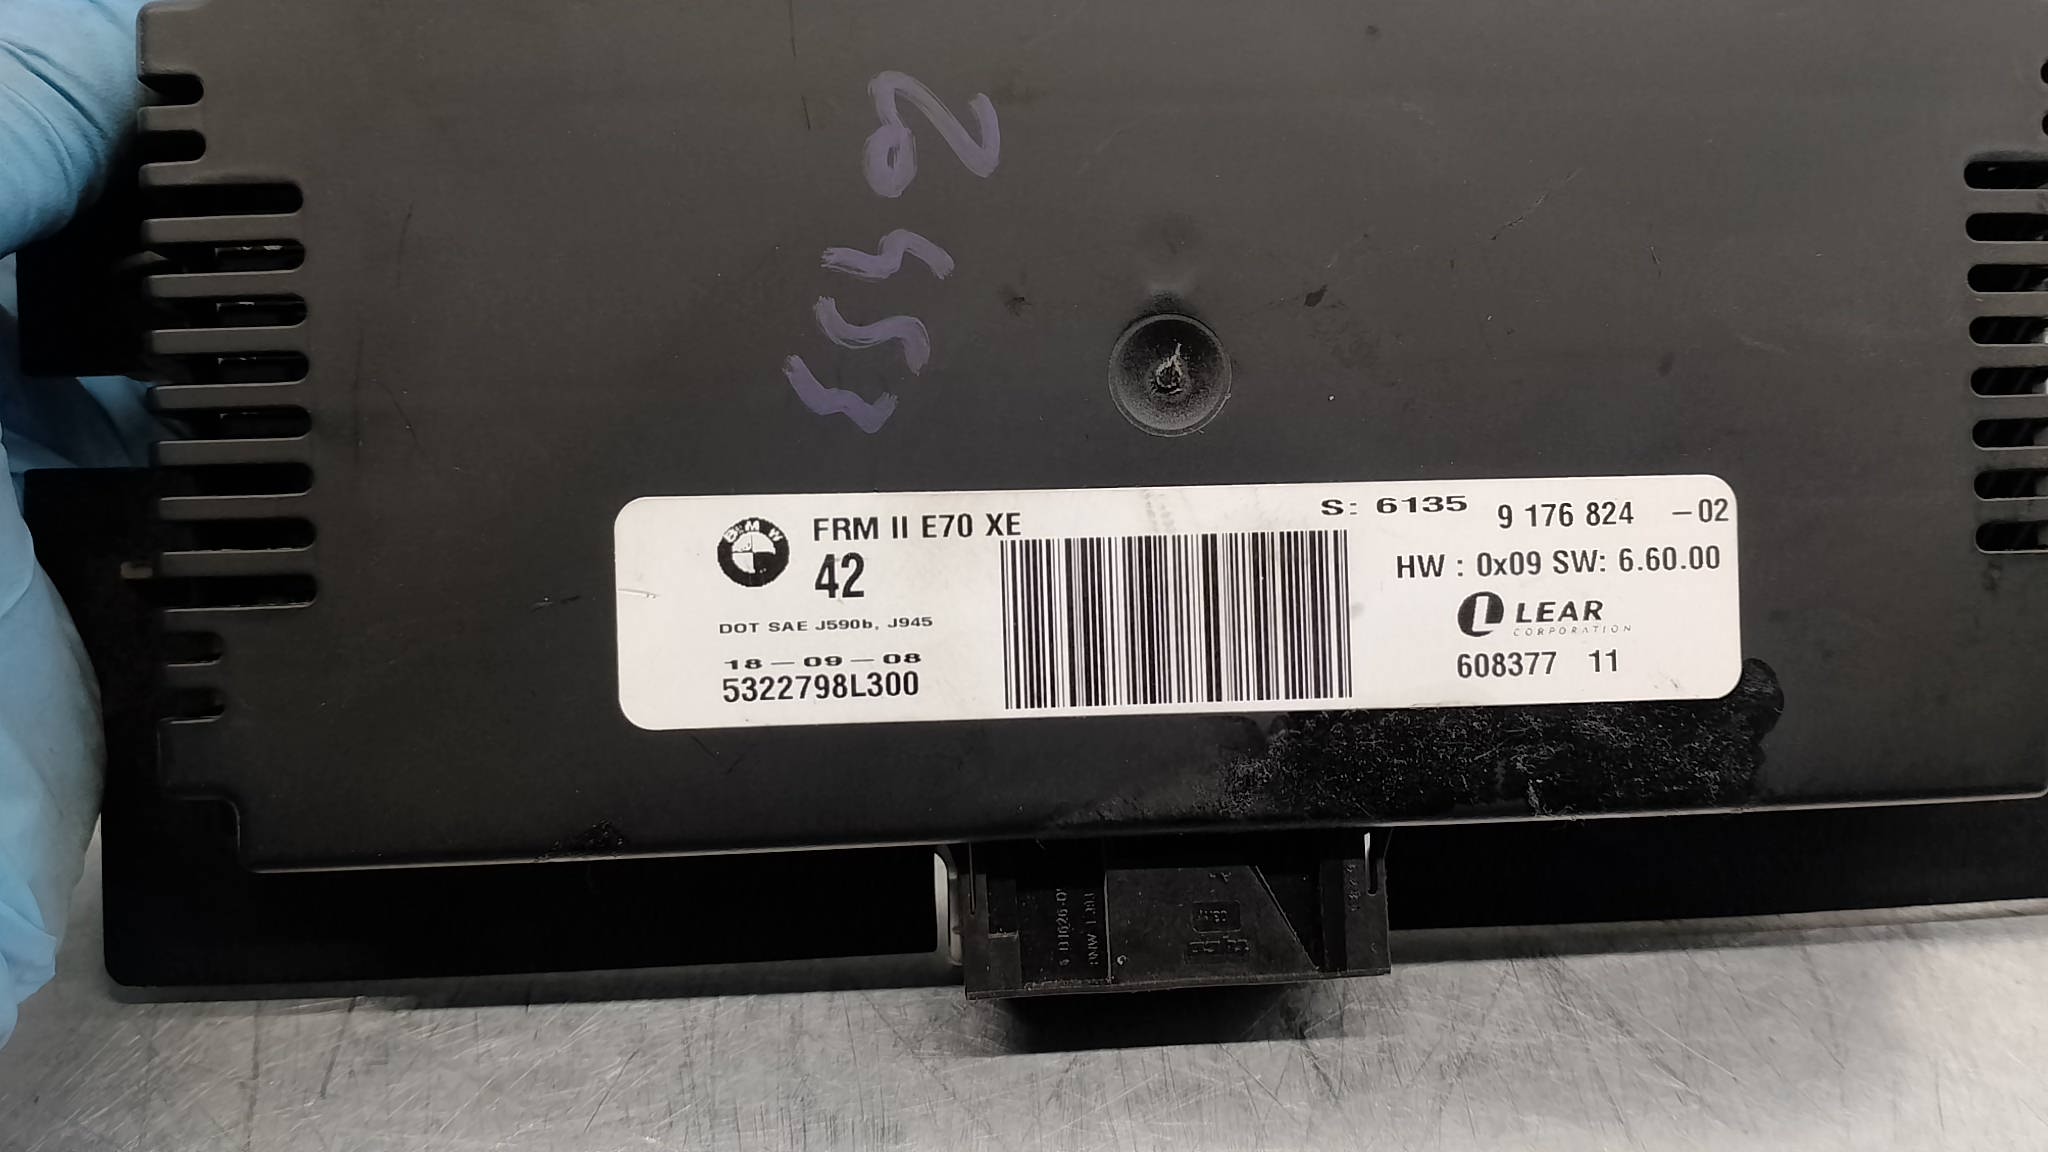 FRM II E70 XE
42
DOT SAE J590b, J945
18-09-08
5322798L300
S: 6135 9 176 824 -02
HW : 0x09 SW: 6.60.00
LEAR
CORPORATION
608377 11
BMW